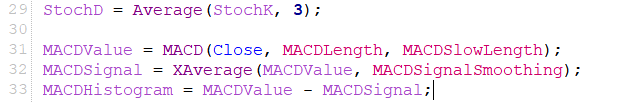 29 StochD = Average(StochK, 3);
30
31 MACDValue = MACD(Close, MACDLength, MACDSlowLength);
32 MACDSignal = XAverage(MACDValue, MACDSignalSmoothing);
33 MACDHistogram = MACDValue - MACDSignal;